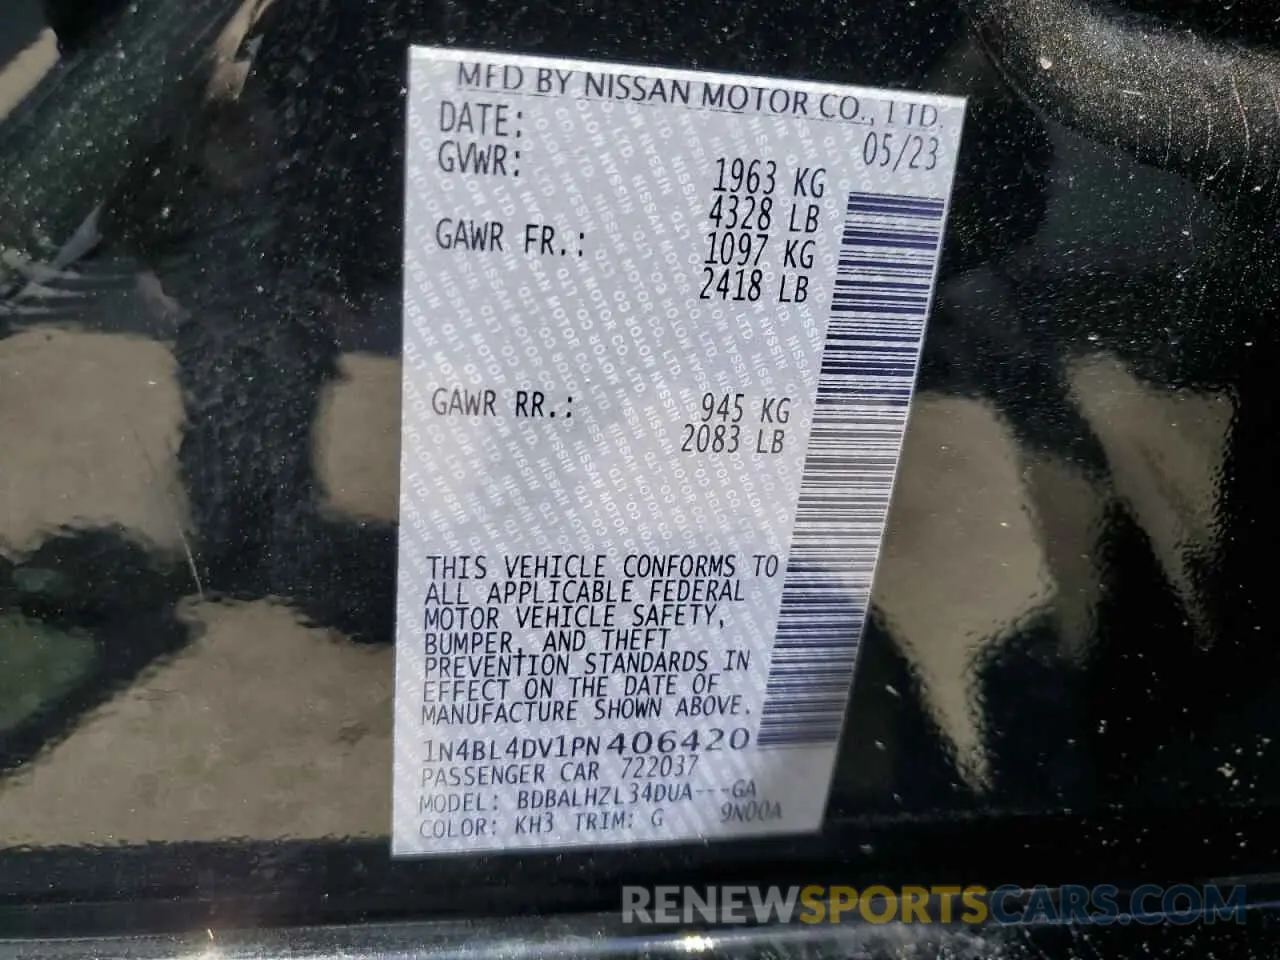 MFD BY NISSAN MOTOR CO., LTD.
DATE: 05/23
GVWR: 1963 KG
4328 LB
GAWR FR.: 1097 KG
2418 LB
GAWR RR.: 945 KG
2083 LB
THIS VEHICLE CONFORMS TO
ALL APPLICABLE FEDERAL
MOTOR VEHICLE SAFETY,
BUMPER, AND THEFT
PREVENTION STANDARDS IN
EFFECT ON THE DATE OF
MANUFACTURE SHOWN ABOVE.
1N4BL4DV1PN406420
PASSENGER CAR 722037
MODEL: BDBALHZL34DUA---GA
COLOR: KH3 TRIM: G 9N00A
RENEWSPORTSCARS.COM